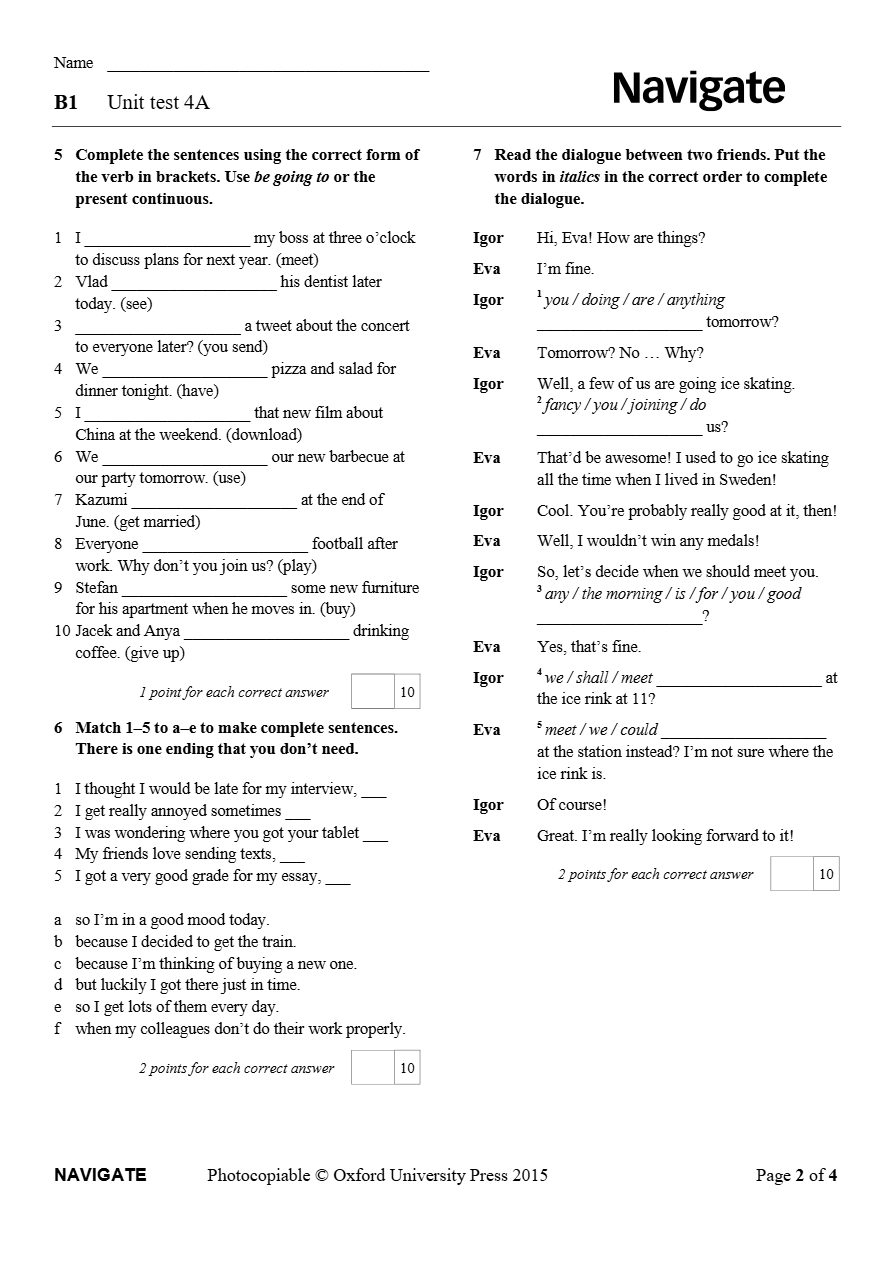 Name ____________________
Navigate
B1 Unit test 4A
5 Complete the sentences using the correct form of
the verb in brackets. Use be going to or the
present continuous.
1 I ____________________ my boss at three o’clock
to discuss plans for next year. (meet)
2 Vlad ____________________ his dentist later
today. (see)
3 ____________________ a tweet about the concert
to everyone later? (you send)
4 We ____________________ pizza and salad for
dinner tonight. (have)
5 I ____________________ that new film about
China at the weekend. (download)
6 We ____________________ our new barbecue at
our party tomorrow. (use)
7 Kazumi ____________________ at the end of
June. (get married)
8 Everyone ____________________ football after
work. Why don’t you join us? (play)
9 Stefan ____________________ some new furniture
for his apartment when he moves in. (buy)
10 Jacek and Anya ____________________ drinking
coffee. (give up)
1 point for each correct answer 10
6 Match 1–5 to a–e to make complete sentences.
There is one ending that you don’t need.
1 I thought I would be late for my interview, ___
2 I get really annoyed sometimes ___
3 I was wondering where you got your tablet ___
4 My friends love sending texts, ___
5 I got a very good grade for my essay, ___
a so I’m in a good mood today.
b because I decided to get the train.
c because I’m thinking of buying a new one.
d but luckily I got there just in time.
e so I get lots of them every day.
f when my colleagues don’t do their work properly.
2 points for each correct answer 10
7 Read the dialogue between two friends. Put the
words in italics in the correct order to complete
the dialogue.
Igor Hi, Eva! How are things?
Eva I’m fine.
Igor 1 you / doing / are / anything
____________________ tomorrow?
Eva Tomorrow? No … Why?
Igor Well, a few of us are going ice skating.
2 fancy / you / joining / do
____________________ us?
Eva That’d be awesome! I used to go ice skating
all the time when I lived in Sweden!
Igor Cool. You’re probably really good at it, then!
Eva Well, I wouldn’t win any medals!
Igor So, let’s decide when we should meet you.
3 any / the morning / is / for / you / good
____________________?
Eva Yes, that’s fine.
Igor 4 we / shall / meet ____________________ at
the ice rink at 11?
Eva 5 meet / we / could ____________________
at the station instead? I’m not sure where the
ice rink is.
Igor Of course!
Eva Great. I’m really looking forward to it!
2 points for each correct answer 10
NAVIGATE Photocopiable © Oxford University Press 2015 Page 2 of 4